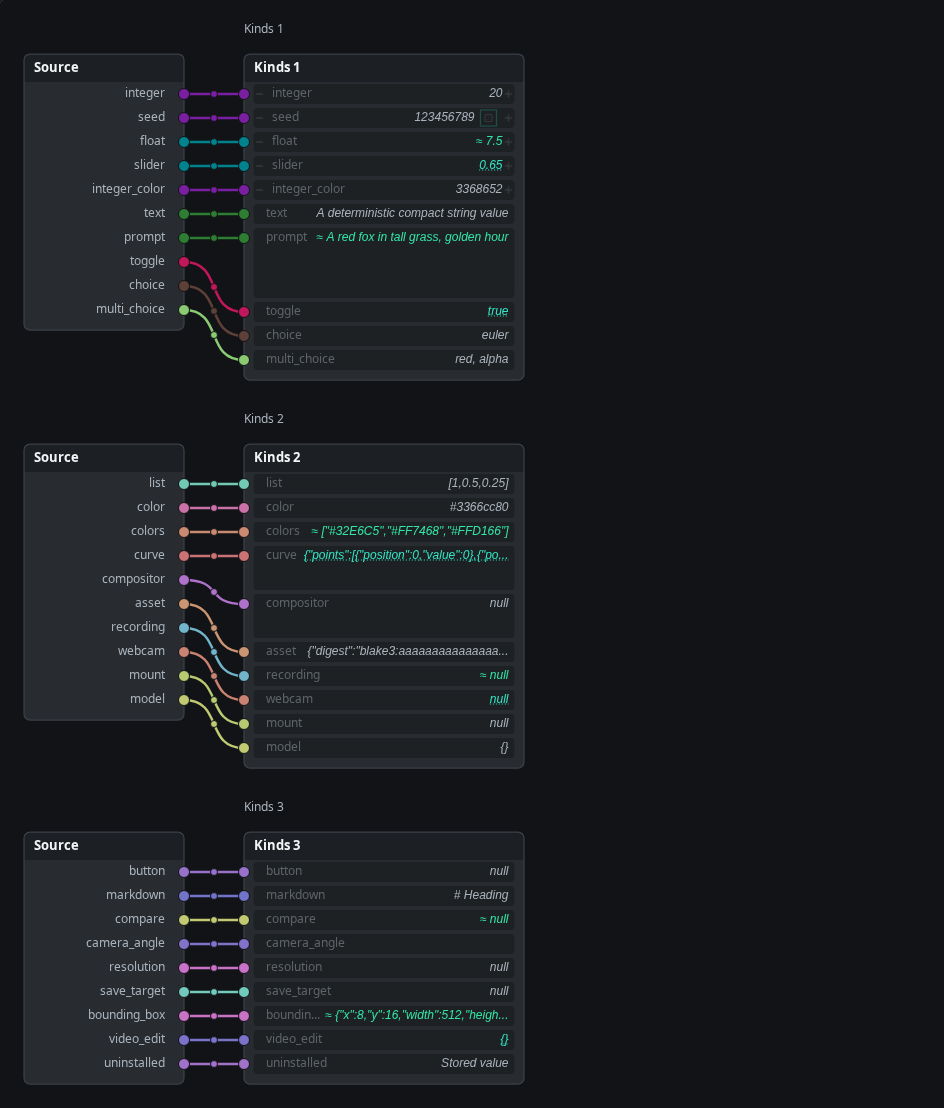 Kinds 1
Source
Kinds 1
integer
integer 20
seed
seed 123456789
float
float ≈ 7.5
slider
slider 0.65
integer_color
integer_color 3368652
text
text A deterministic compact string value
prompt
prompt ≈ A red fox in tall grass, golden hour
toggle
choice
multi_choice
toggle true
choice euler
multi_choice red, alpha
Kinds 2
Source
Kinds 2
list
list [1,0.5,0.25]
color
color #3366cc80
colors
colors ≈ ["#32E6C5","#FF7468","#FFD166"]
curve
curve {"points":[{"position":0,"value":0},{"po...
compositor
asset
compositor null
recording
webcam
asset {"digest":"blake3:aaaaaaaaaaaaaaa...
mount
recording ≈ null
model
webcam null
mount null
model {}
Kinds 3
Source
Kinds 3
button
button null
markdown
markdown # Heading
compare
compare ≈ null
camera_angle
camera_angle
resolution
resolution null
save_target
save_target null
bounding_box
boundin... ≈ {"x":8,"y":16,"width":512,"heigh...
video_edit
video_edit {}
uninstalled
uninstalled Stored value